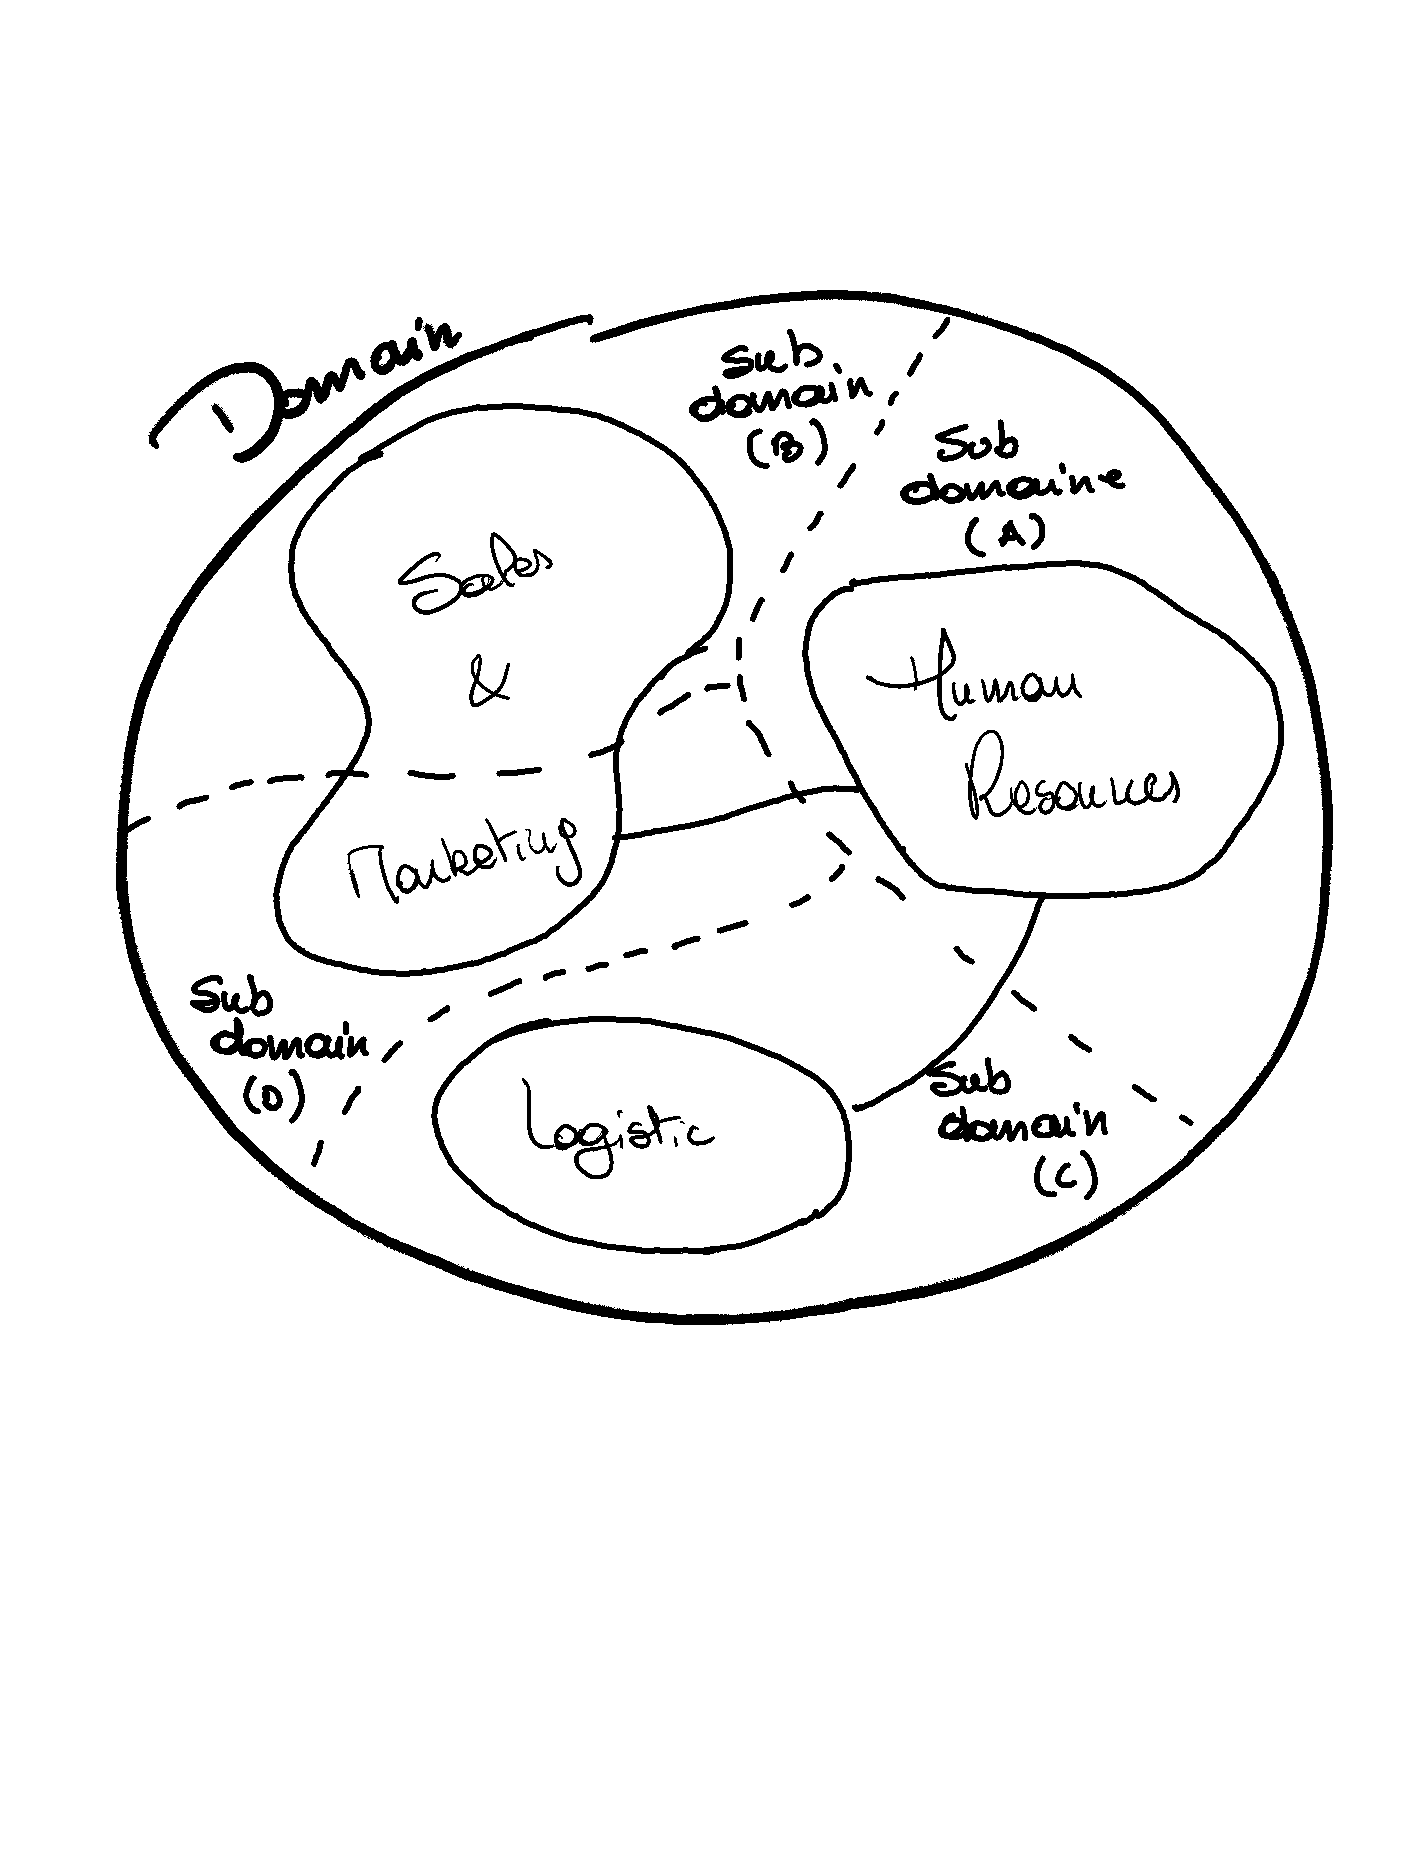 Domain
Sub
domain
(B)
Sub
domaine
(A)
Sales
&
Marketing
Human
Resources
Sub
domain
(D)
Logistic
Sub
domain
(C)